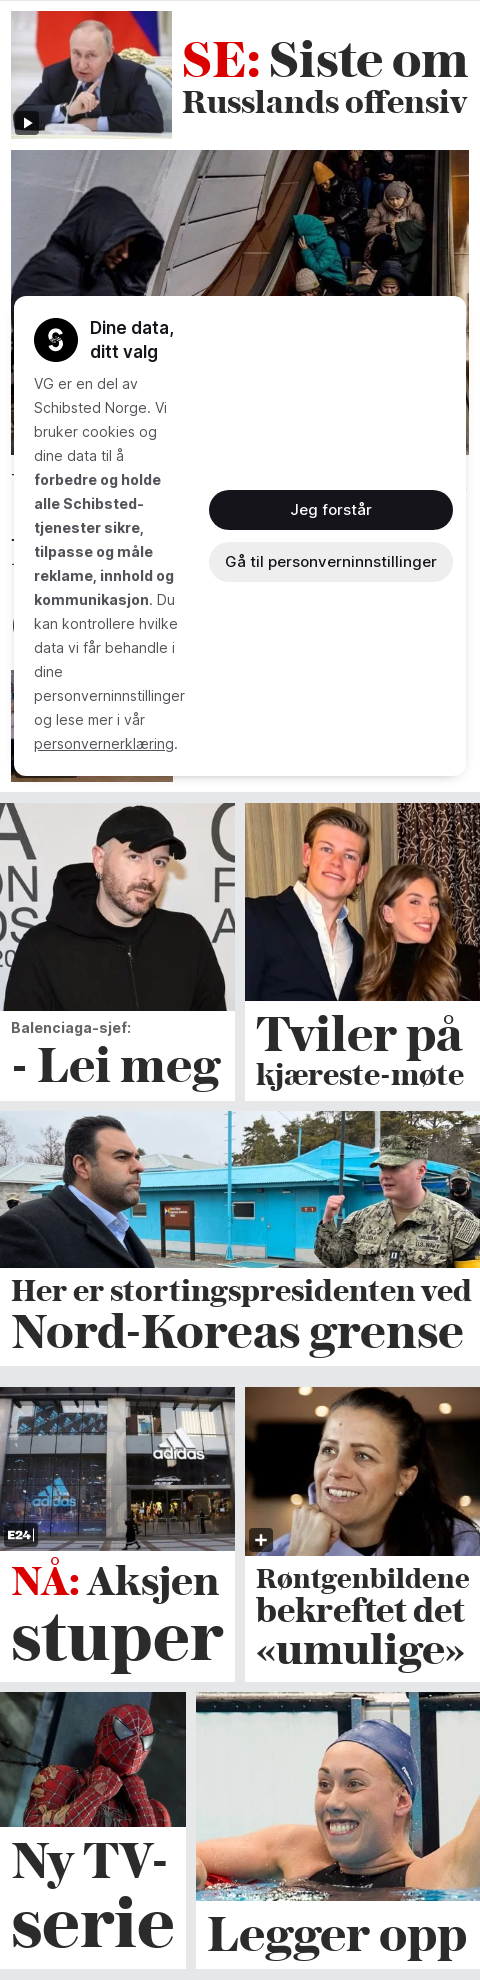 SE: Siste om
Russlands offensiv
Dine data,
ditt valg
VG er en del av
Schibsted Norge. Vi
bruker cookies og
dine data til å
forbedre og holde
alle Schibsted-
tjenester sikre,
tilpasse og måle
reklame, innhold og
kommunikasjon. Du
kan kontrollere hvilke
data vi får behandle i
dine
personverninnstillinger
og lese mer i vår
personvernerklæring.
Jeg forstår
Gå til personverninnstillinger
Balenciaga-sjef:
- Lei meg
Tviler på
kjæreste-møte
Her er stortingspresidenten ved
Nord-Koreas grense
adidas
adidas
E24
NÅ: Aksjen
stuper
Røntgenbildene
bekreftet det
«umulige»
Ny TV-
serie
Legger opp